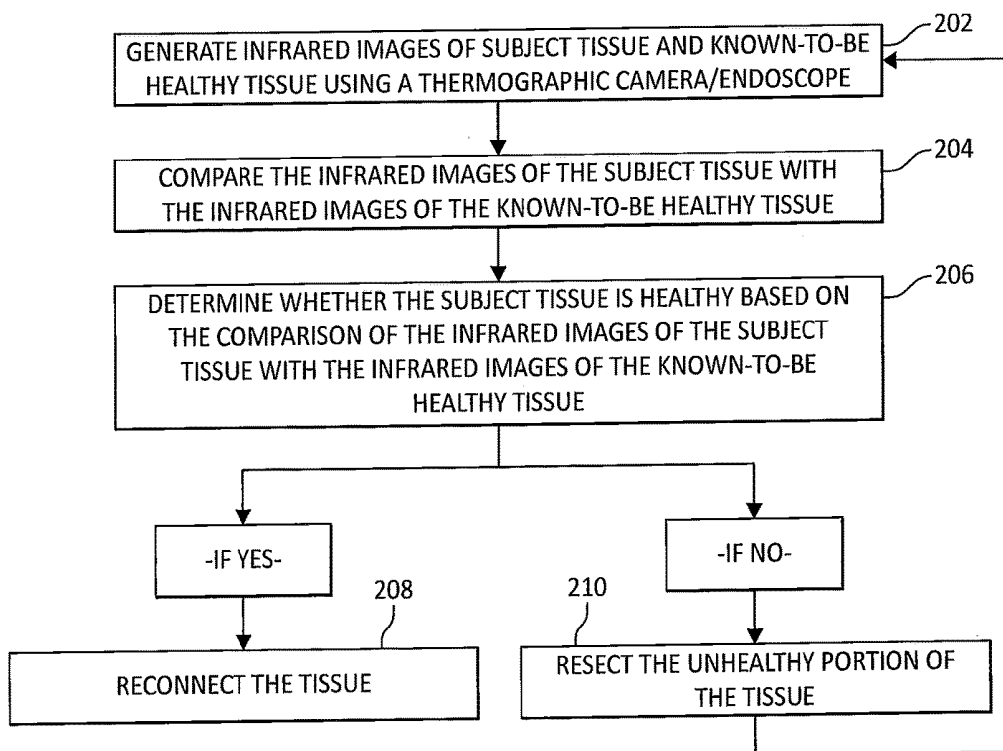 202
GENERATE INFRARED IMAGES OF SUBJECT TISSUE AND KNOWN-TO-BE
HEALTHY TISSUE USING A THERMOGRAPHIC CAMERA/ENDOSCOPE
204
COMPARE THE INFRARED IMAGES OF THE SUBJECT TISSUE WITH
THE INFRARED IMAGES OF THE KNOWN-TO-BE HEALTHY TISSUE
206
DETERMINE WHETHER THE SUBJECT TISSUE IS HEALTHY BASED ON
THE COMPARISON OF THE INFRARED IMAGES OF THE SUBJECT
TISSUE WITH THE INFRARED IMAGES OF THE KNOWN-TO-BE
HEALTHY TISSUE
-IF YES-
-IF NO-
208
RECONNECT THE TISSUE
210
RESECT THE UNHEALTHY PORTION OF
THE TISSUE